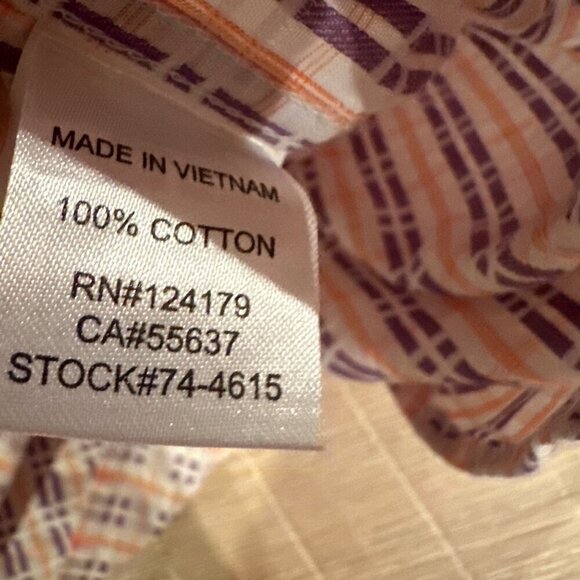 MADE IN VIETNAM
100% COTTON
RN#124179
CA#55637
STOCK#74-4615